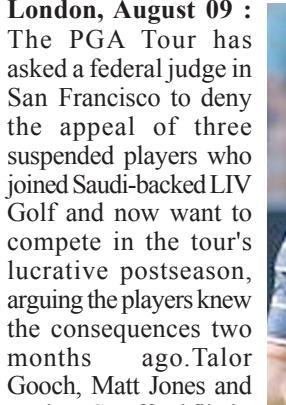 London, August 09 :
The PGA Tour has
asked a federal judge in
San Francisco to deny
the appeal of three
suspended players who
joined Saudi-backed LIV
Golf and now want to
compete in the tour's
lucrative postseason,
arguing the players knew
the consequences two
months ago.Talor
Gooch, Matt Jones and